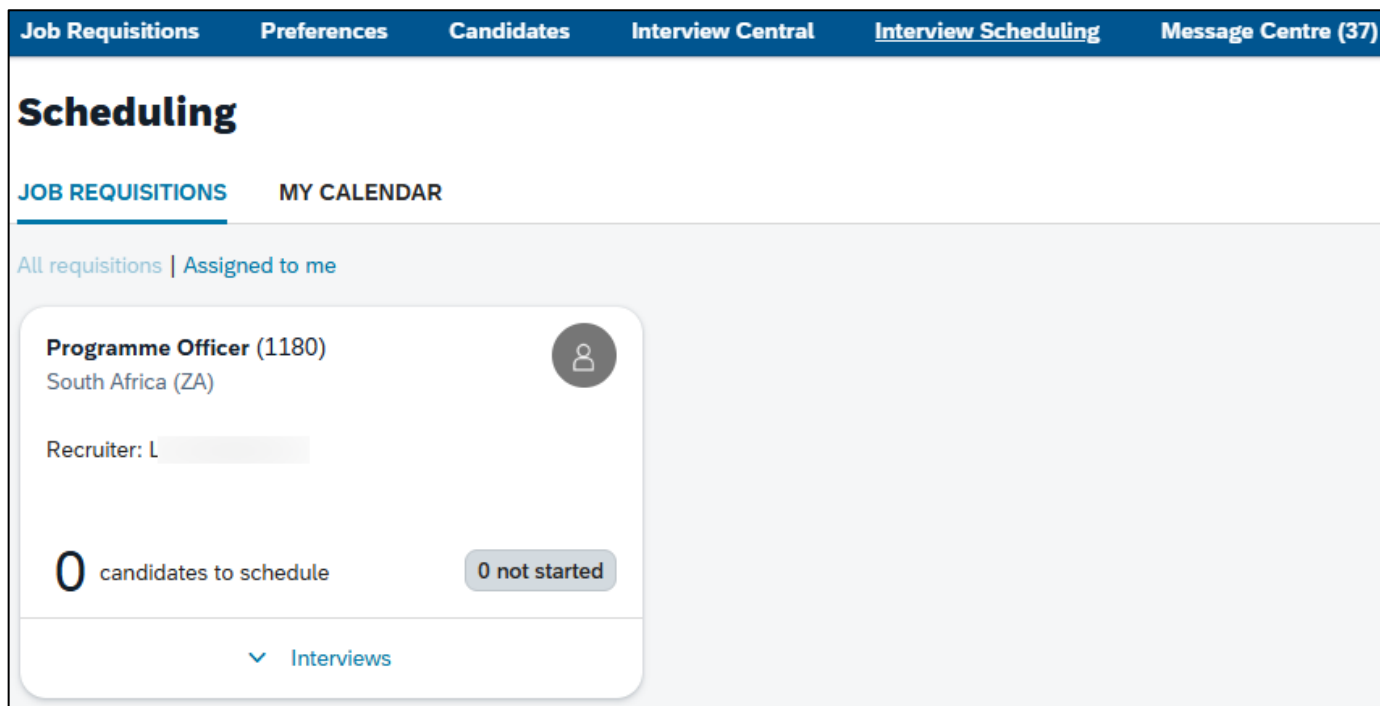 Job Requisitions Preferences Candidates Interview Central Interview Scheduling Message Centre (37)
Scheduling
JOB REQUISITIONS MY CALENDAR
All requisitions | Assigned to me
Programme Officer (1180)
South Africa (ZA)
Recruiter: L
0 candidates to schedule 0 not started
Interviews